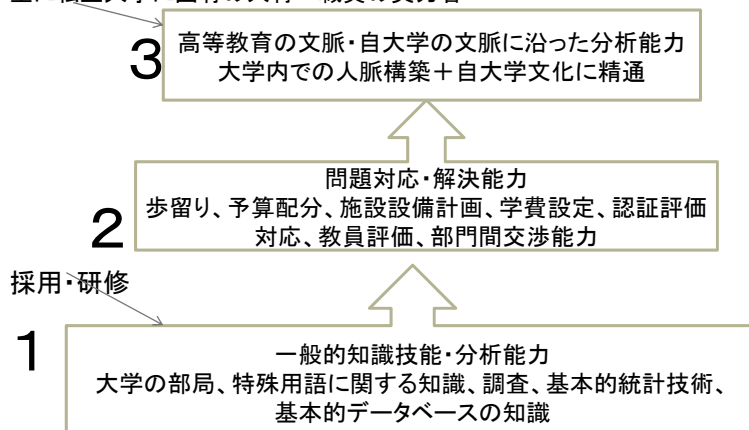 3
高等教育の文脈・自大学の文脈に沿った分析能力
大学内での人脈構築＋自大学文化に精通
2
問題対応・解決能力
歩留り、予算配分、施設設備計画、学費設定、認証評価
対応、教員評価、部門間交渉能力
採用・研修
1
一般的知識技能・分析能力
大学の部局、特殊用語に関する知識、調査、基本的統計技術、
基本的データベースの知識